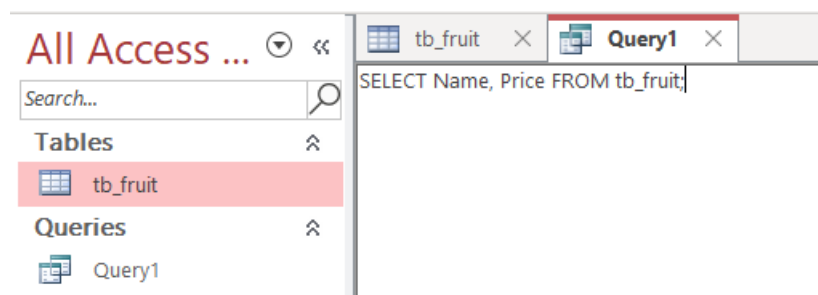 All Access ...
Search...
Tables
tb_fruit
Queries
Query1
tb_fruit
Query1
SELECT Name, Price FROM tb_fruit;